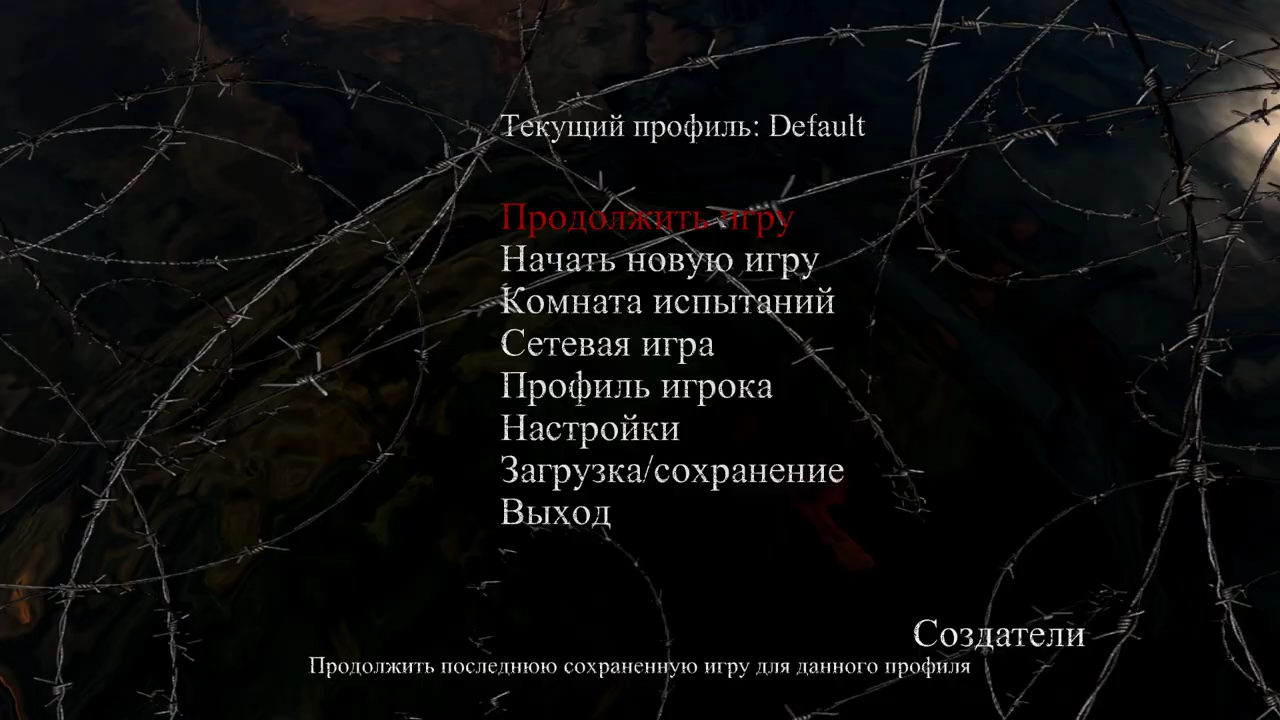 Текущий профиль: Default
Продолжить игру
Начать новую игру
Комната испытаний
Сетевая игра
Профиль игрока
Настройки
Загрузка/сохранение
Выход
Создатели
Продолжить последнюю сохраненную игру для данного профиля